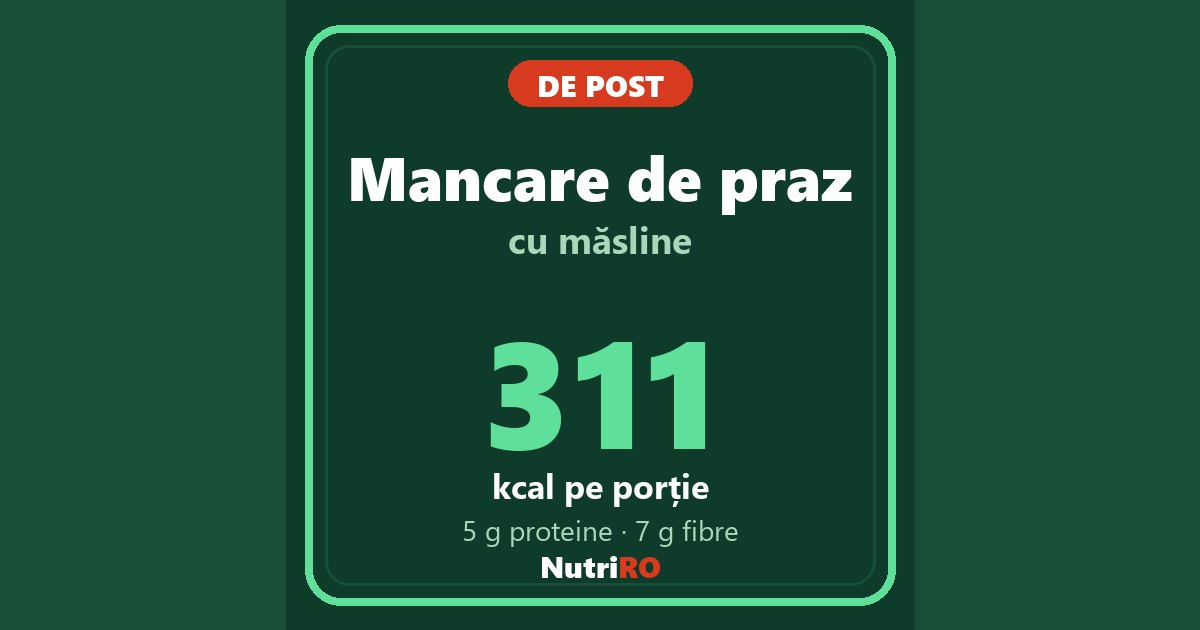 DE POST
Mancare de praz
cu măsline
311
kcal pe porție
5 g proteine · 7 g fibre
NutriRO